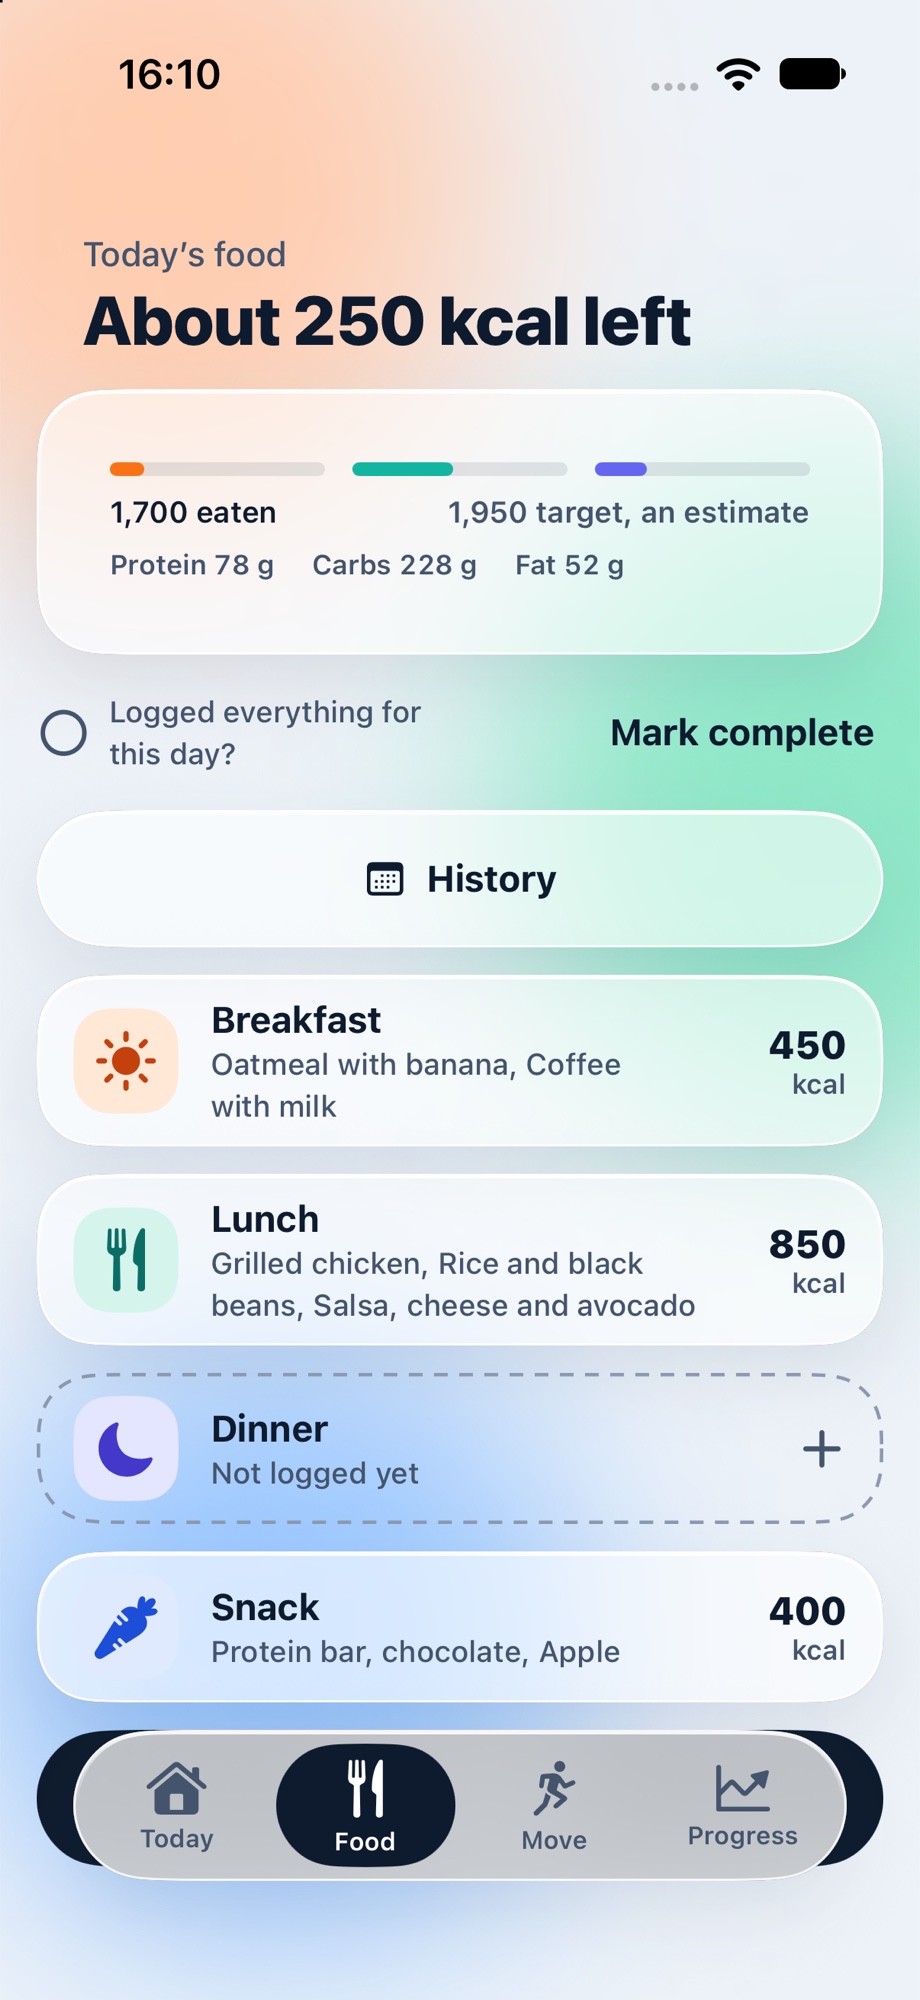 16:10
Today’s food
About 250 kcal left
1,700 eaten
1,950 target, an estimate
Protein 78 g
Carbs 228 g
Fat 52 g
Logged everything for
this day?
Mark complete
History
Breakfast
Oatmeal with banana, Coffee
with milk
450
kcal
Lunch
Grilled chicken, Rice and black
beans, Salsa, cheese and avocado
850
kcal
Dinner
Not logged yet
Snack
Protein bar, chocolate, Apple
400
kcal
Today
Food
Move
Progress